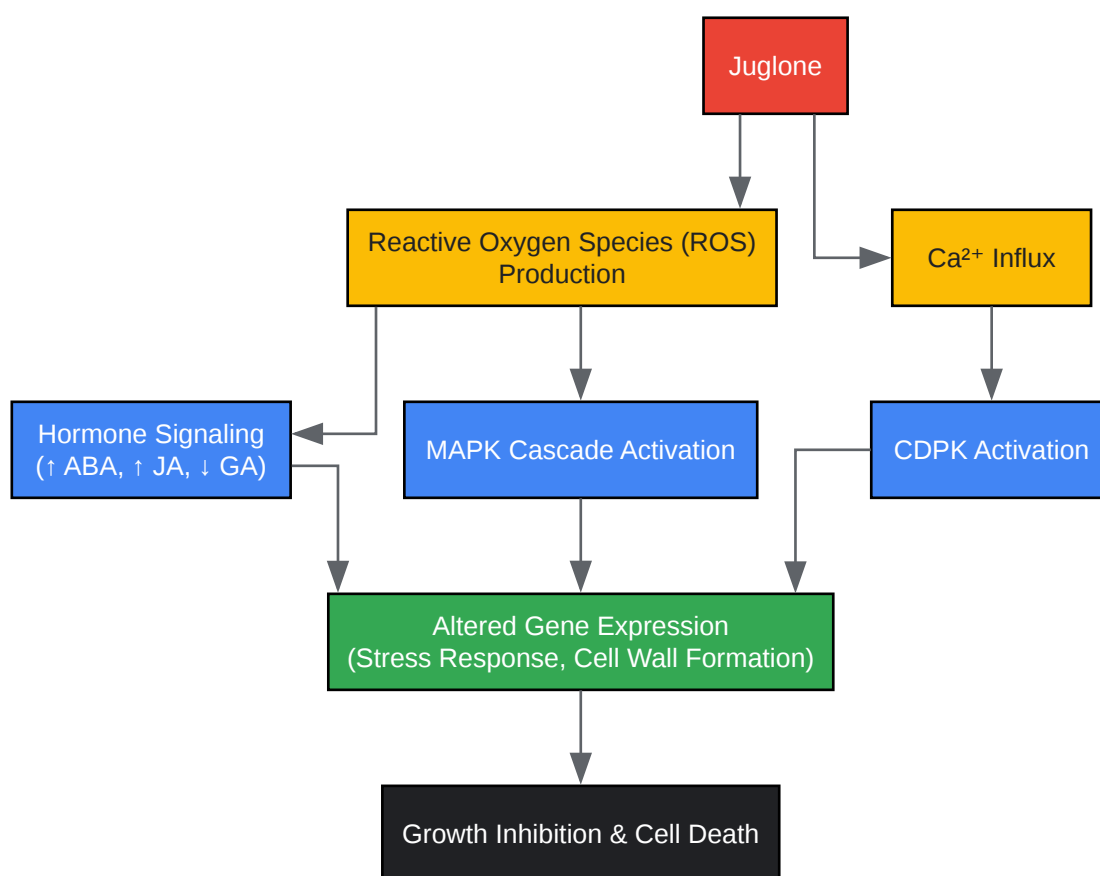 Juglone
Reactive Oxygen Species (ROS)
Production
Ca²⁺ Influx
Hormone Signaling
(↑ ABA, ↑ JA, ↓ GA)
MAPK Cascade Activation
CDPK Activation
Altered Gene Expression
(Stress Response, Cell Wall Formation)
Growth Inhibition & Cell Death